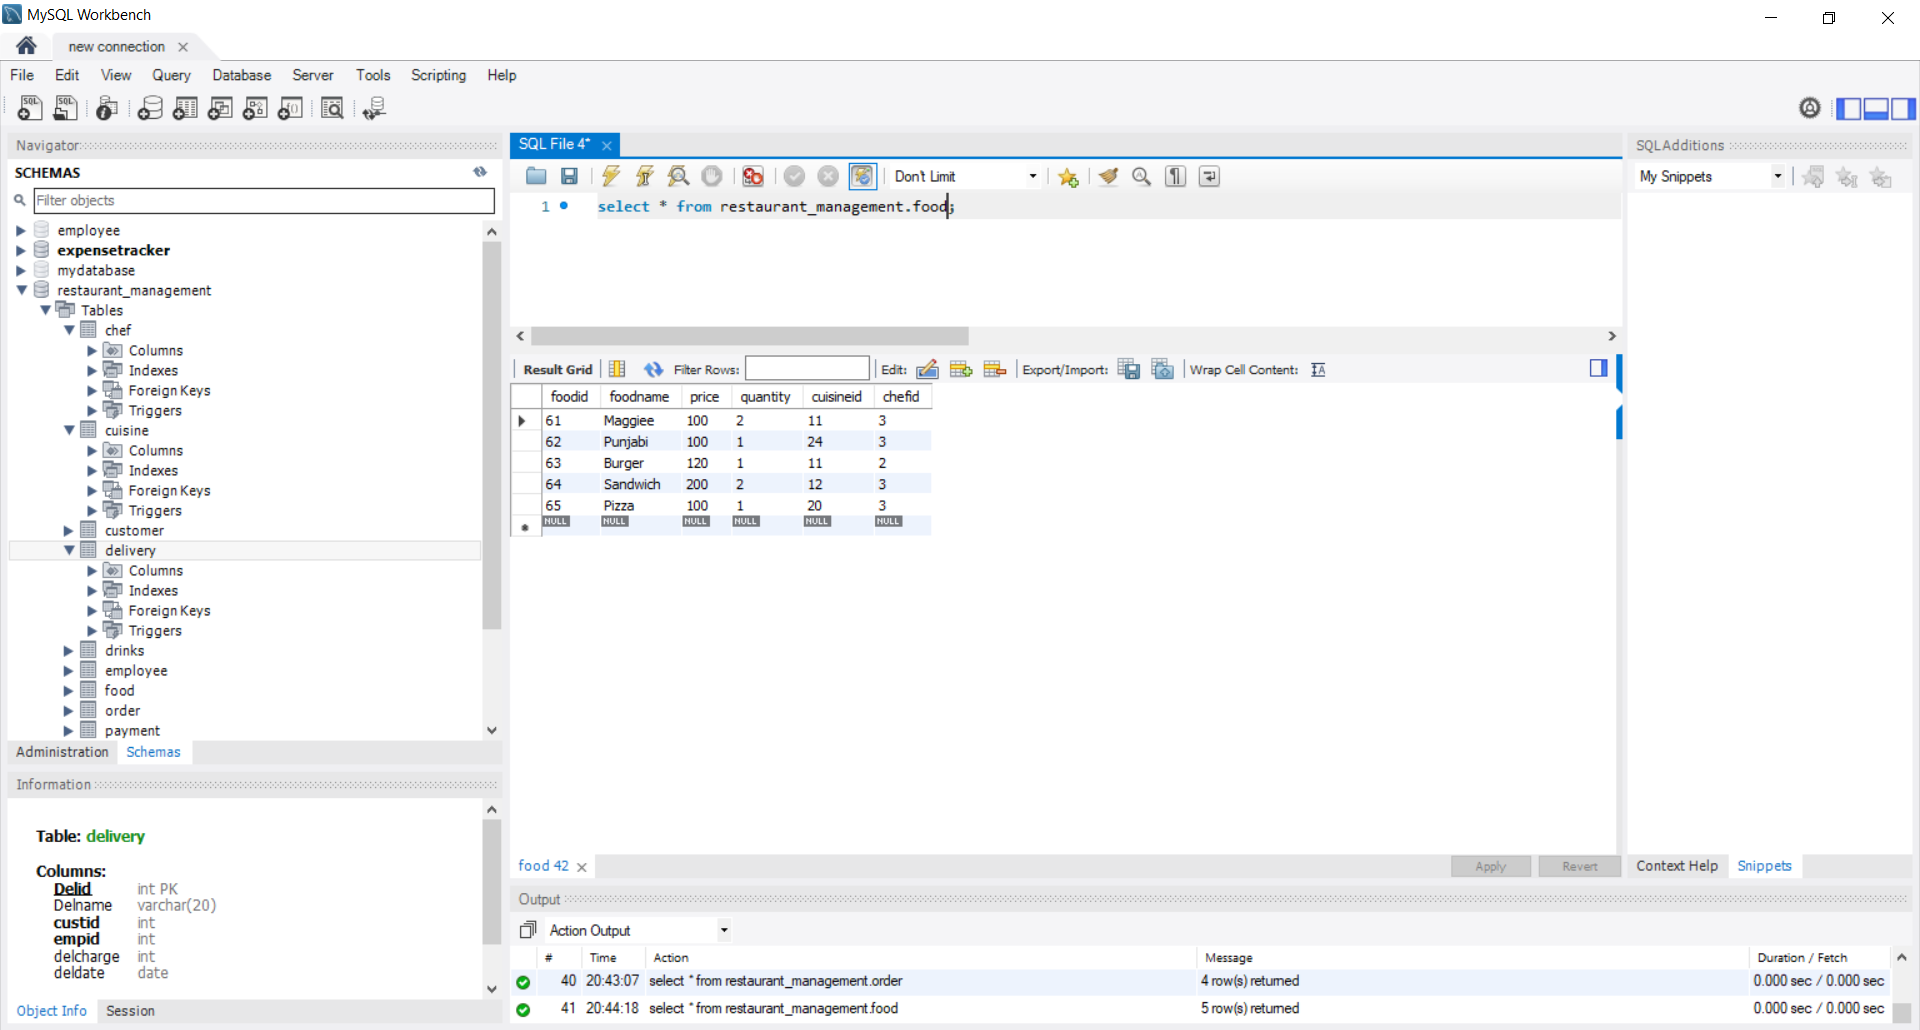 MySQL Workbench
new connection
File Edit View Query Database Server Tools Scripting Help
Navigator
SCHEMAS
Filter objects
employee
expensetracker
mydatabase
restaurant_management
Tables
chef
Columns
Indexes
Foreign Keys
Triggers
cuisine
Columns
Indexes
Foreign Keys
Triggers
customer
delivery
Columns
Indexes
Foreign Keys
Triggers
drinks
employee
food
order
payment
Administration Schemas
Information
Table: delivery
Columns:
Delid int PK
Delname varchar(20)
custid int
empid int
delcharge int
deldate date
Object Info Session
SQL File 4*
Don't Limit
1 select * from restaurant_management.food;
Result Grid Filter Rows: Edit: Export/Import: Wrap Cell Content:
foodid foodname price quantity cuisineid chefid
61 Maggiee 100 2 11 3
62 Punjabi 100 1 24 3
63 Burger 120 1 11 2
64 Sandwich 200 2 12 3
65 Pizza 100 1 20 3
NULL NULL NULL NULL NULL NULL
food 42
Apply Revert
Output
Action Output
# Time Action Message Duration / Fetch
40 20:43:07 select * from restaurant_management.order 4 row(s) returned 0.000 sec / 0.000 sec
41 20:44:18 select * from restaurant_management.food 5 row(s) returned 0.000 sec / 0.000 sec
SQLAdditions
My Snippets
Context Help Snippets